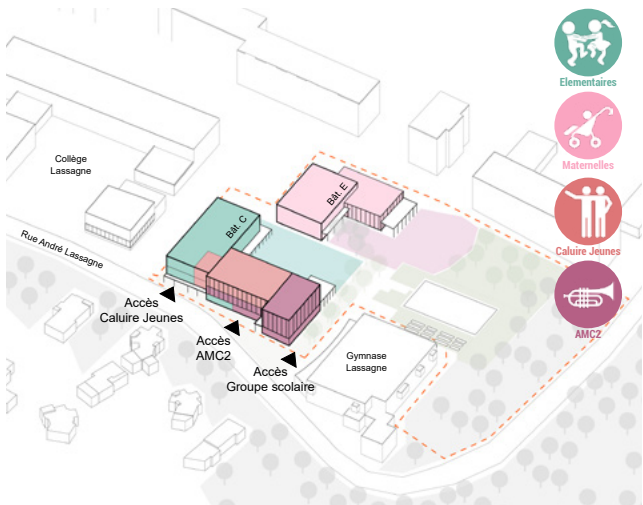 Elementaires
Maternelles
Caluire Jeunes
AMC2
Collège
Lassagne
Bât. E
Bât. C
Rue André Lassagne
Accès
Caluire Jeunes
Accès
AMC2
Accès
Groupe scolaire
Gymnase
Lassagne